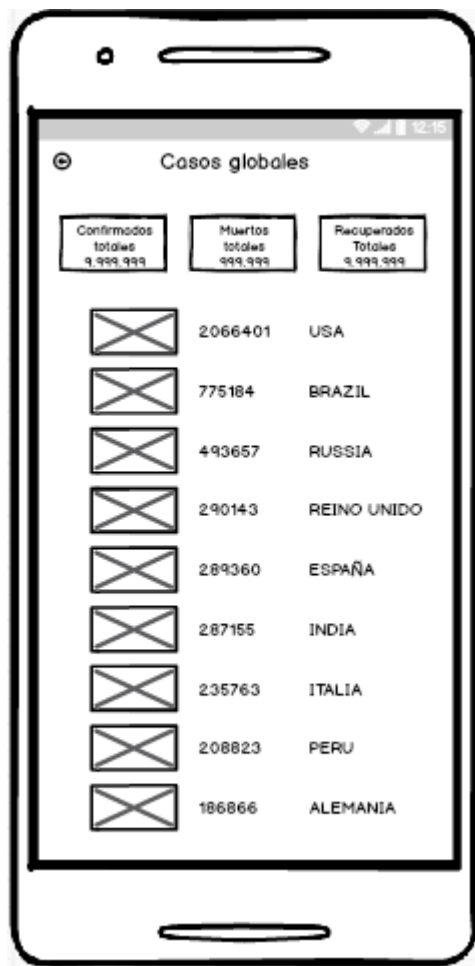 12:15
Casos globales
Confirmados
totales
9.999.999
Muertos
totales
999.999
Recuperados
Totales
9.999.999
2066401 USA
775184 BRAZIL
493657 RUSSIA
290143 REINO UNIDO
289360 ESPAÑA
287155 INDIA
235763 ITALIA
208823 PERU
186866 ALEMANIA